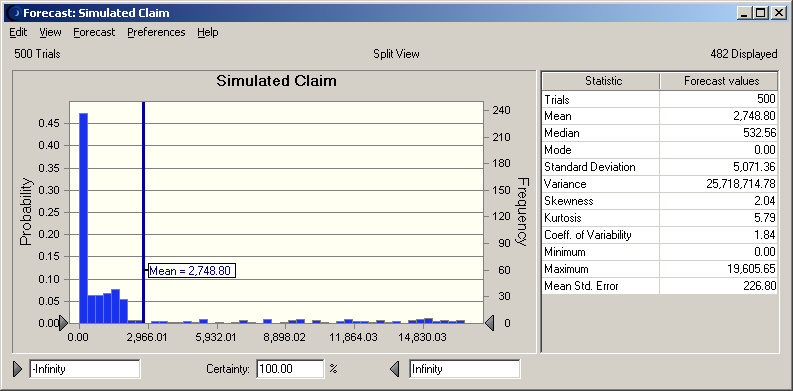 Forecast: Simulated Claim
Edit View Forecast Preferences Help
500 Trials Split View 482 Displayed
Simulated Claim
Probability
0.45
0.40
0.35
0.30
0.25
0.20
0.15
0.10
0.05
0.00
Mean = 2,748.80
240
210
180
150
120
90
60
30
0
Frequency
0.00 2,966.01 5,932.01 8,898.02 11,864.03 14,830.03
Statistic Forecast values
Trials 500
Mean 2,748.80
Median 532.56
Mode 0.00
Standard Deviation 5,071.36
Variance 25,718,714.78
Skewness 2.04
Kurtosis 5.79
Coeff. of Variability 1.84
Minimum 0.00
Maximum 19,605.65
Mean Std. Error 226.80
-Infinity Certainty: 100.00 % Infinity